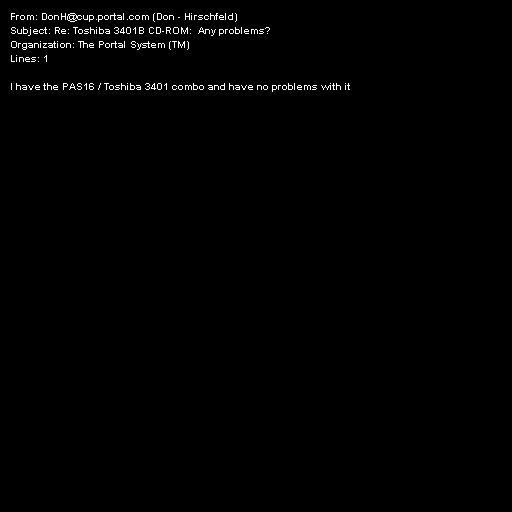 From: DonH@cup.portal.com (Don - Hirschfeld)
Subject: Re: Toshiba 3401B CD-ROM:  Any problems?
Organization: The Portal System (TM)
Lines: 1

I have the PAS16 / Toshiba 3401 combo and have no problems with it